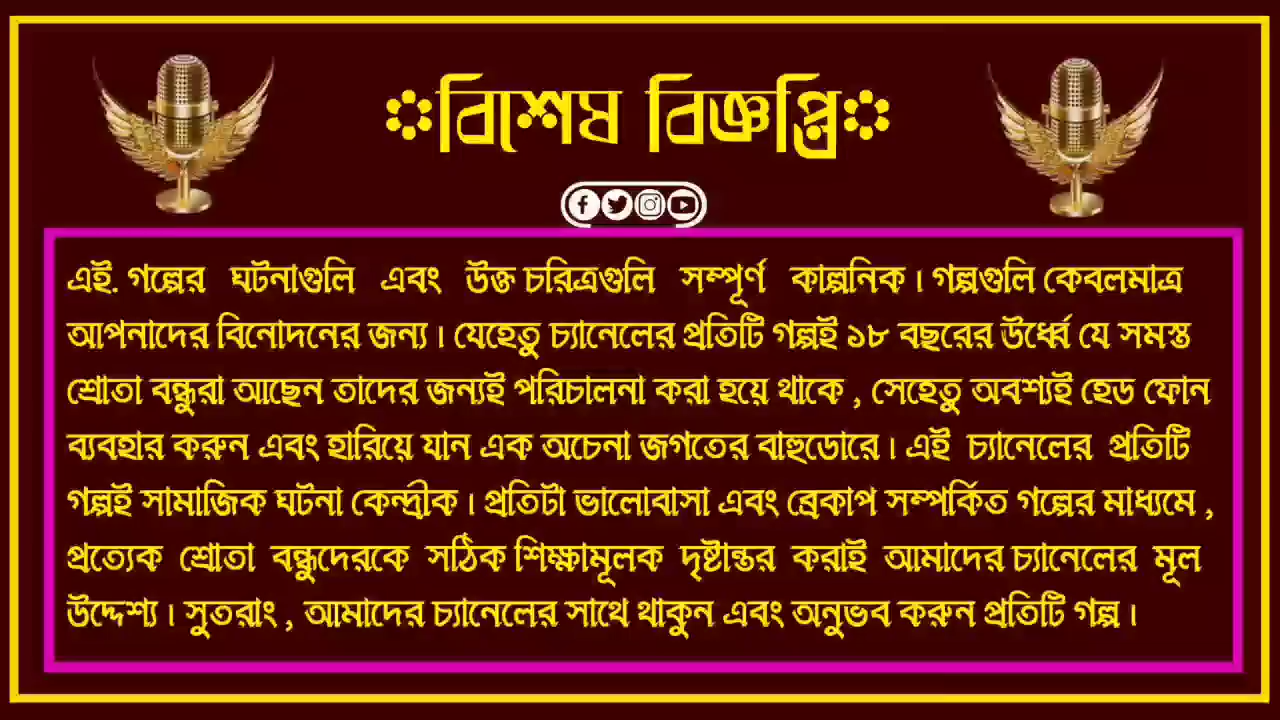 ঃবিশেষ বিজ্ঞপ্তিঃ
এই. গল্পের ঘটনাগুলি এবং উক্ত চরিত্রগুলি সম্পূর্ণ কাল্পনিক । গল্পগুলি কেবলমাত্র
আপনাদের বিনোদনের জন্য । যেহেতু চ্যানেলের প্রতিটি গল্পই ১৮ বছরের উর্ধ্বে যে সমস্ত
শ্রোতা বন্ধুরা আছেন তাদের জন্যই পরিচালনা করা হয়ে থাকে , সেহেতু অবশ্যই হেড ফোন
ব্যবহার করুন এবং হারিয়ে যান এক অচেনা জগতের বাহুডোরে । এই চ্যানেলের প্রতিটি
গল্পই সামাজিক ঘটনা কেন্দ্রীক । প্রতিটা ভালোবাসা এবং ব্রেকাপ সম্পর্কিত গল্পের মাধ্যমে ,
প্রত্যেক শ্রোতা বন্ধুদেরকে সঠিক শিক্ষামূলক দৃষ্টান্তর করাই আমাদের চ্যানেলের মূল
উদ্দেশ্য । সুতরাং , আমাদের চ্যানেলের সাথে থাকুন এবং অনুভব করুন প্রতিটি গল্প ।